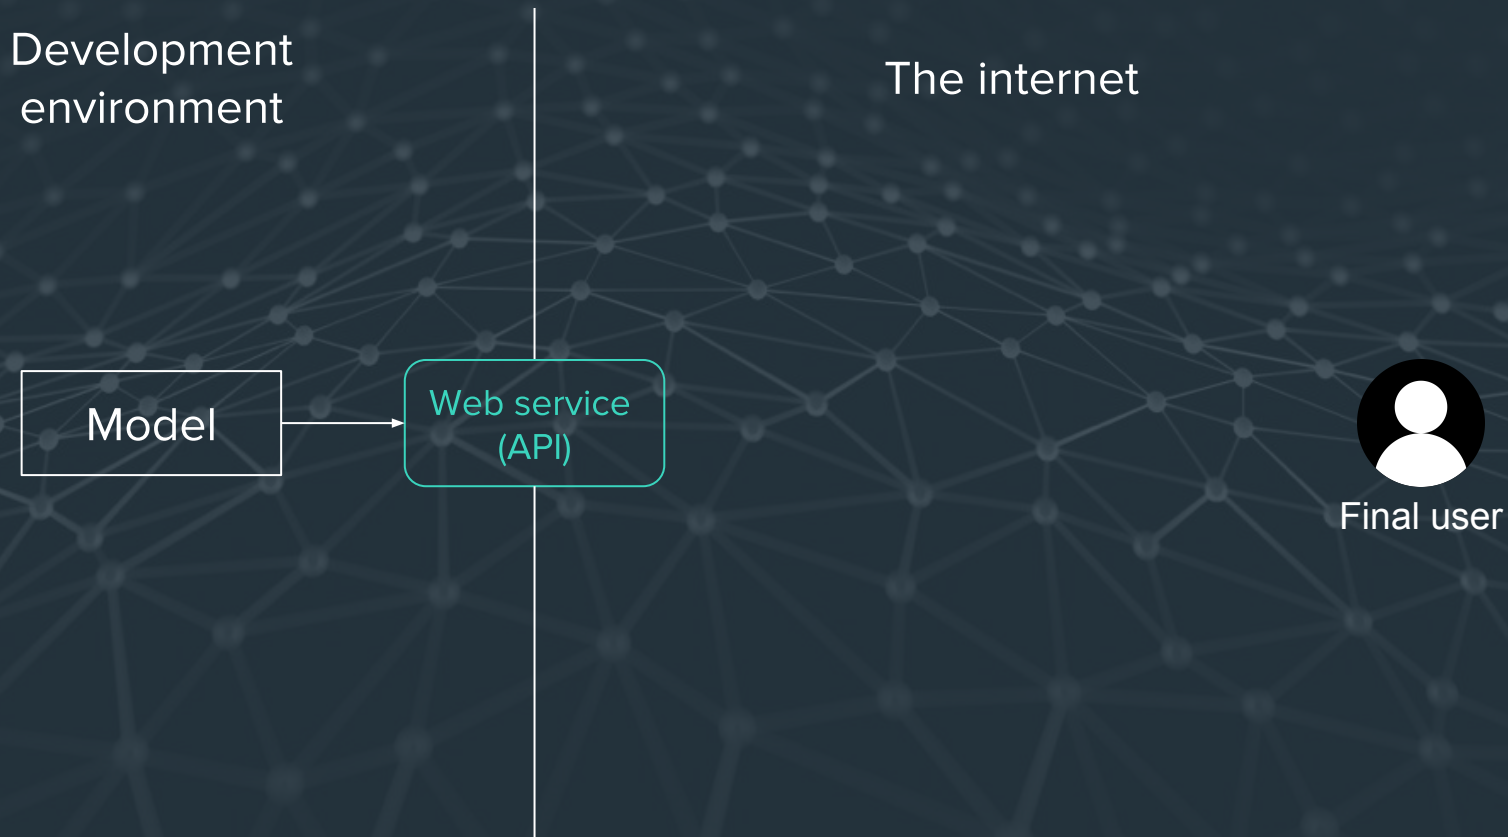 Development
environment
The internet
Model
Web service
(API)
Final user